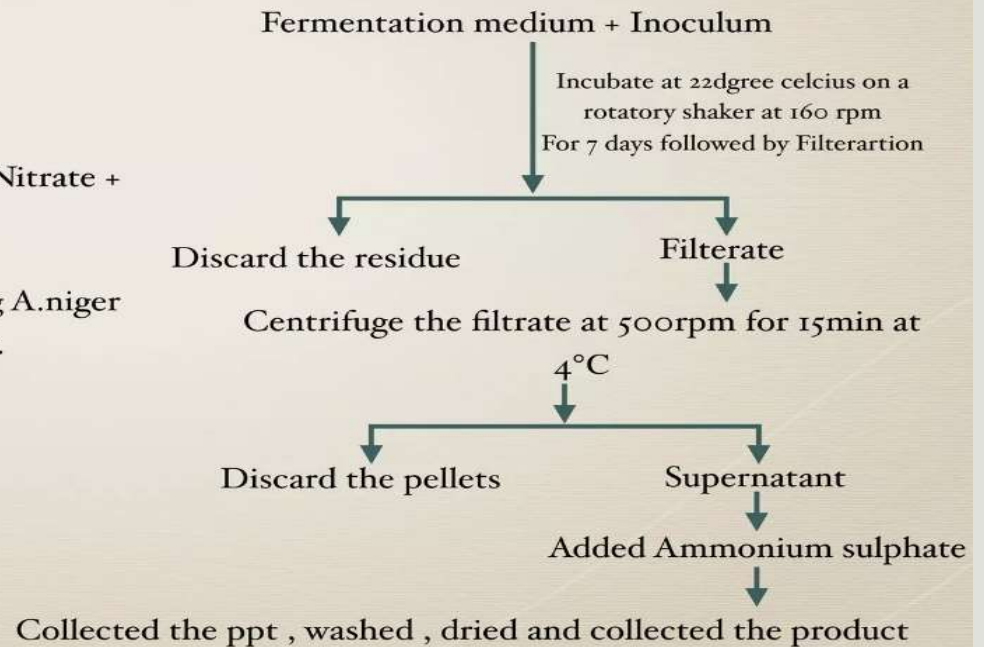 Fermentation medium + Inoculum
Incubate at 22dgree celcius on a
rotatory shaker at 160 rpm
For 7 days followed by Filterartion
Nitrate +
Discard the residue
Filterate
A.niger
Centrifuge the filtrate at 500rpm for 15min at
4°C
Discard the pellets
Supernatant
Added Ammonium sulphate
Collected the ppt , washed , dried and collected the product